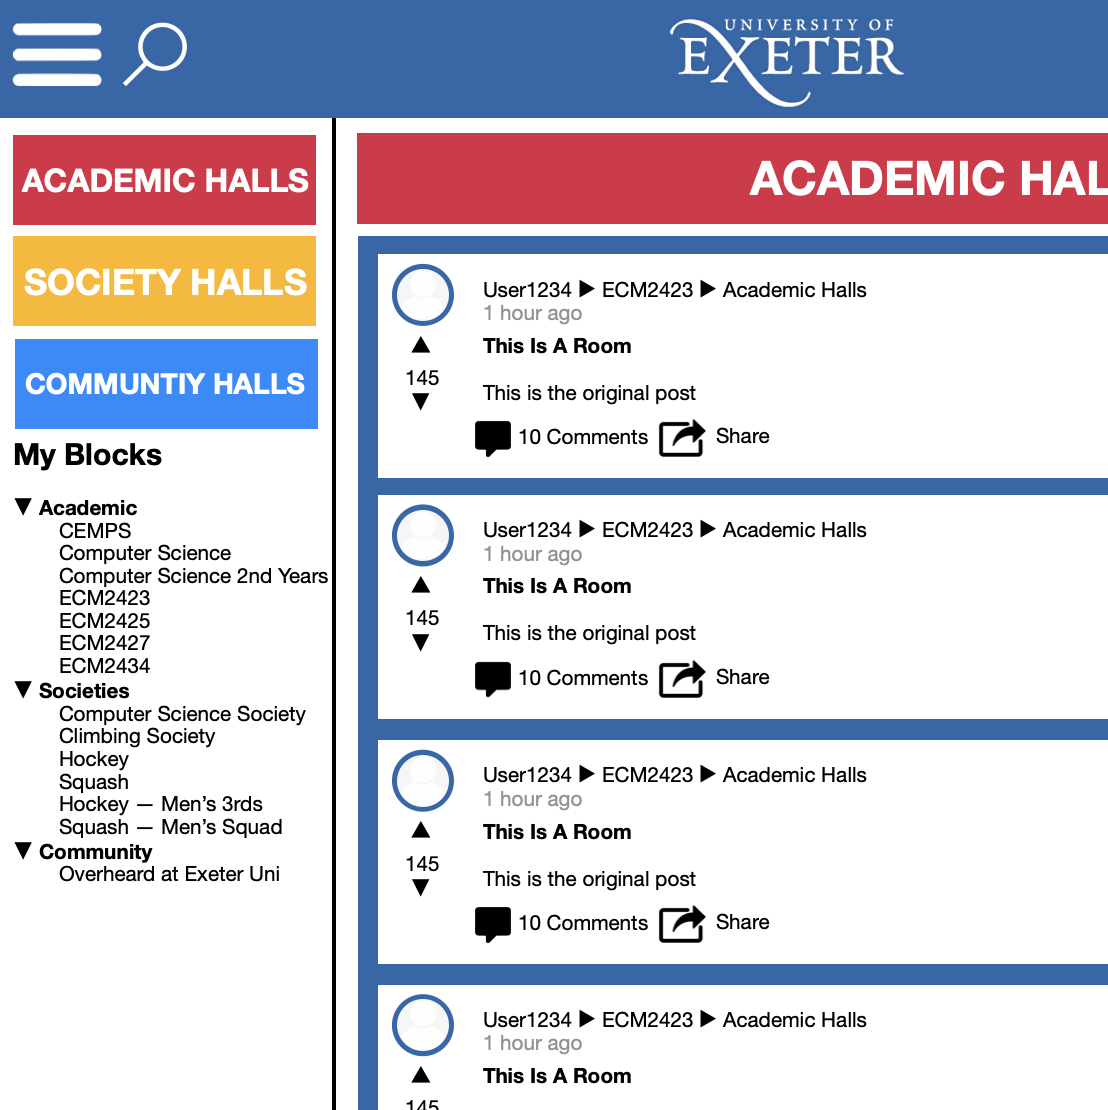 UNIVERSITY OF
EXETER
ACADEMIC HALLS
SOCIETY HALLS
COMMUNTIY HALLS
My Blocks
▼ Academic
CEMPS
Computer Science
Computer Science 2nd Years
ECM2423
ECM2425
ECM2427
ECM2434
▼ Societies
Computer Science Society
Climbing Society
Hockey
Squash
Hockey — Men’s 3rds
Squash — Men’s Squad
▼ Community
Overheard at Exeter Uni
ACADEMIC HAL
User1234 ▶ ECM2423 ▶ Academic Halls
1 hour ago
▲
This Is A Room
145
▼
This is the original post
10 Comments Share
User1234 ▶ ECM2423 ▶ Academic Halls
1 hour ago
▲
This Is A Room
145
▼
This is the original post
10 Comments Share
User1234 ▶ ECM2423 ▶ Academic Halls
1 hour ago
▲
This Is A Room
145
▼
This is the original post
10 Comments Share
User1234 ▶ ECM2423 ▶ Academic Halls
1 hour ago
▲
This Is A Room
145